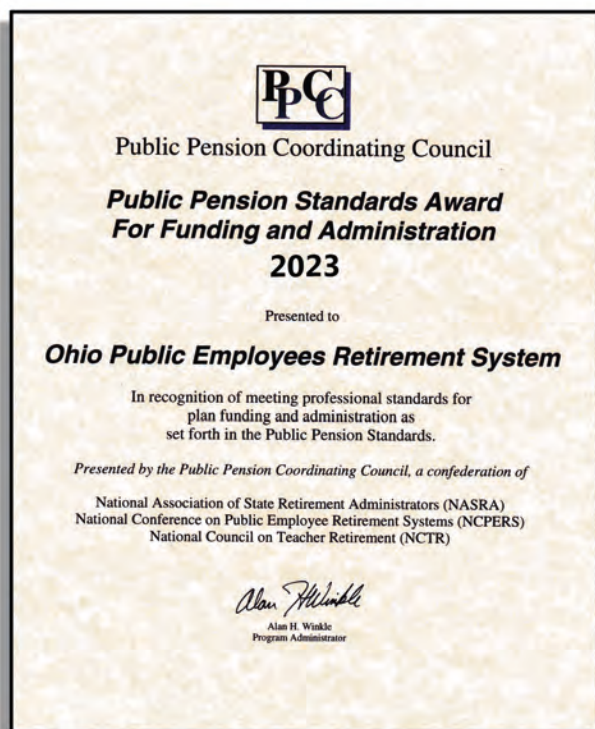 PPCC
Public Pension Coordinating Council
Public Pension Standards Award
For Funding and Administration
2023
Presented to
Ohio Public Employees Retirement System
In recognition of meeting professional standards for
plan funding and administration as
set forth in the Public Pension Standards.
Presented by the Public Pension Coordinating Council, a confederation of
National Association of State Retirement Administrators (NASRA)
National Conference on Public Employee Retirement Systems (NCPERS)
National Council on Teacher Retirement (NCTR)
Alan H Winkle
Alan H. Winkle
Program Administrator